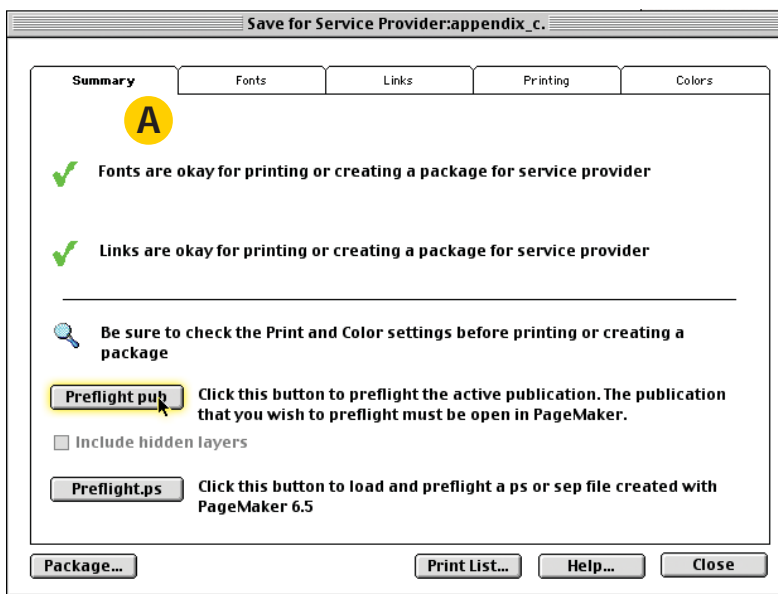 Save for Service Provider:appendix_c.
Summary Fonts Links Printing Colors
A
Fonts are okay for printing or creating a package for service provider
Links are okay for printing or creating a package for service provider
Be sure to check the Print and Color settings before printing or creating a
package
Preflight pub Click this button to preflight the active publication. The publication
that you wish to preflight must be open in PageMaker.
Include hidden layers
Preflight.ps Click this button to load and preflight a ps or sep file created with
PageMaker 6.5
Package... Print List... Help... Close